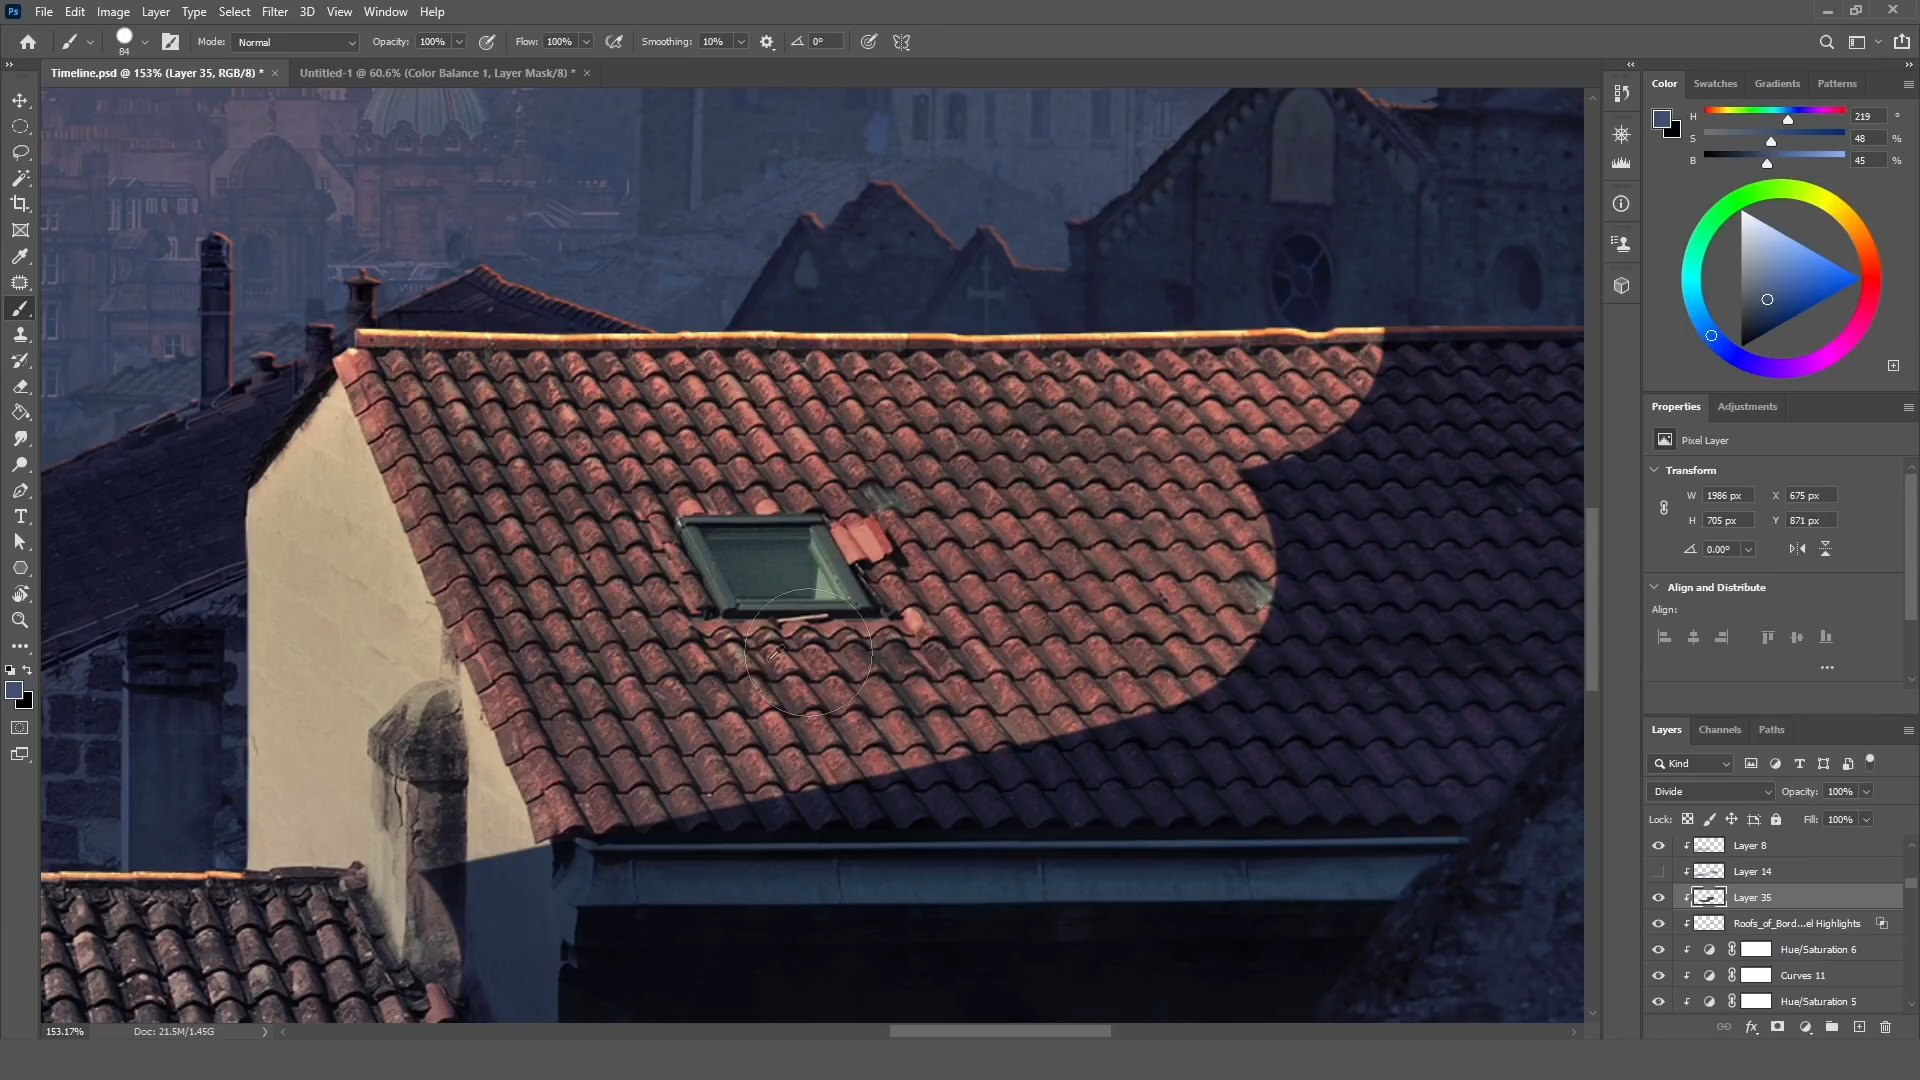 Ps File Edit Image Layer Type Select Filter 3D View Window Help
84 Mode: Normal Opacity: 100% Flow: 100% Smoothing: 10% 0°
Timeline.psd @ 153% (Layer 35, RGB/8) * Untitled-1 @ 60.6% (Color Balance 1, Layer Mask/8) *
Color Swatches Gradients Patterns
H 219 °
S 48 %
B 45 %
Properties Adjustments
Pixel Layer
Transform
W 1986 px X 675 px
H 705 px Y 871 px
0.00°
Align and Distribute
Align:
Layers Channels Paths
Kind
Divide Opacity: 100%
Lock: Fill: 100%
Layer 8
Layer 14
Layer 35
Roofs_of_Bord...el Highlights
Hue/Saturation 6
Curves 11
Hue/Saturation 5
fx
153.17% Doc: 21.5M/1.45G